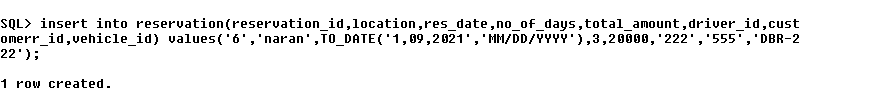 SQL> insert into reservation(reservation_id,location,res_date,no_of_days,total_amount,driver_id,cust
omerr_id,vehicle_id) values('6','naran',TO_DATE('1,09,2021','MM/DD/YYYY'),3,20000,'222','555','DBR-2
22');
1 row created.